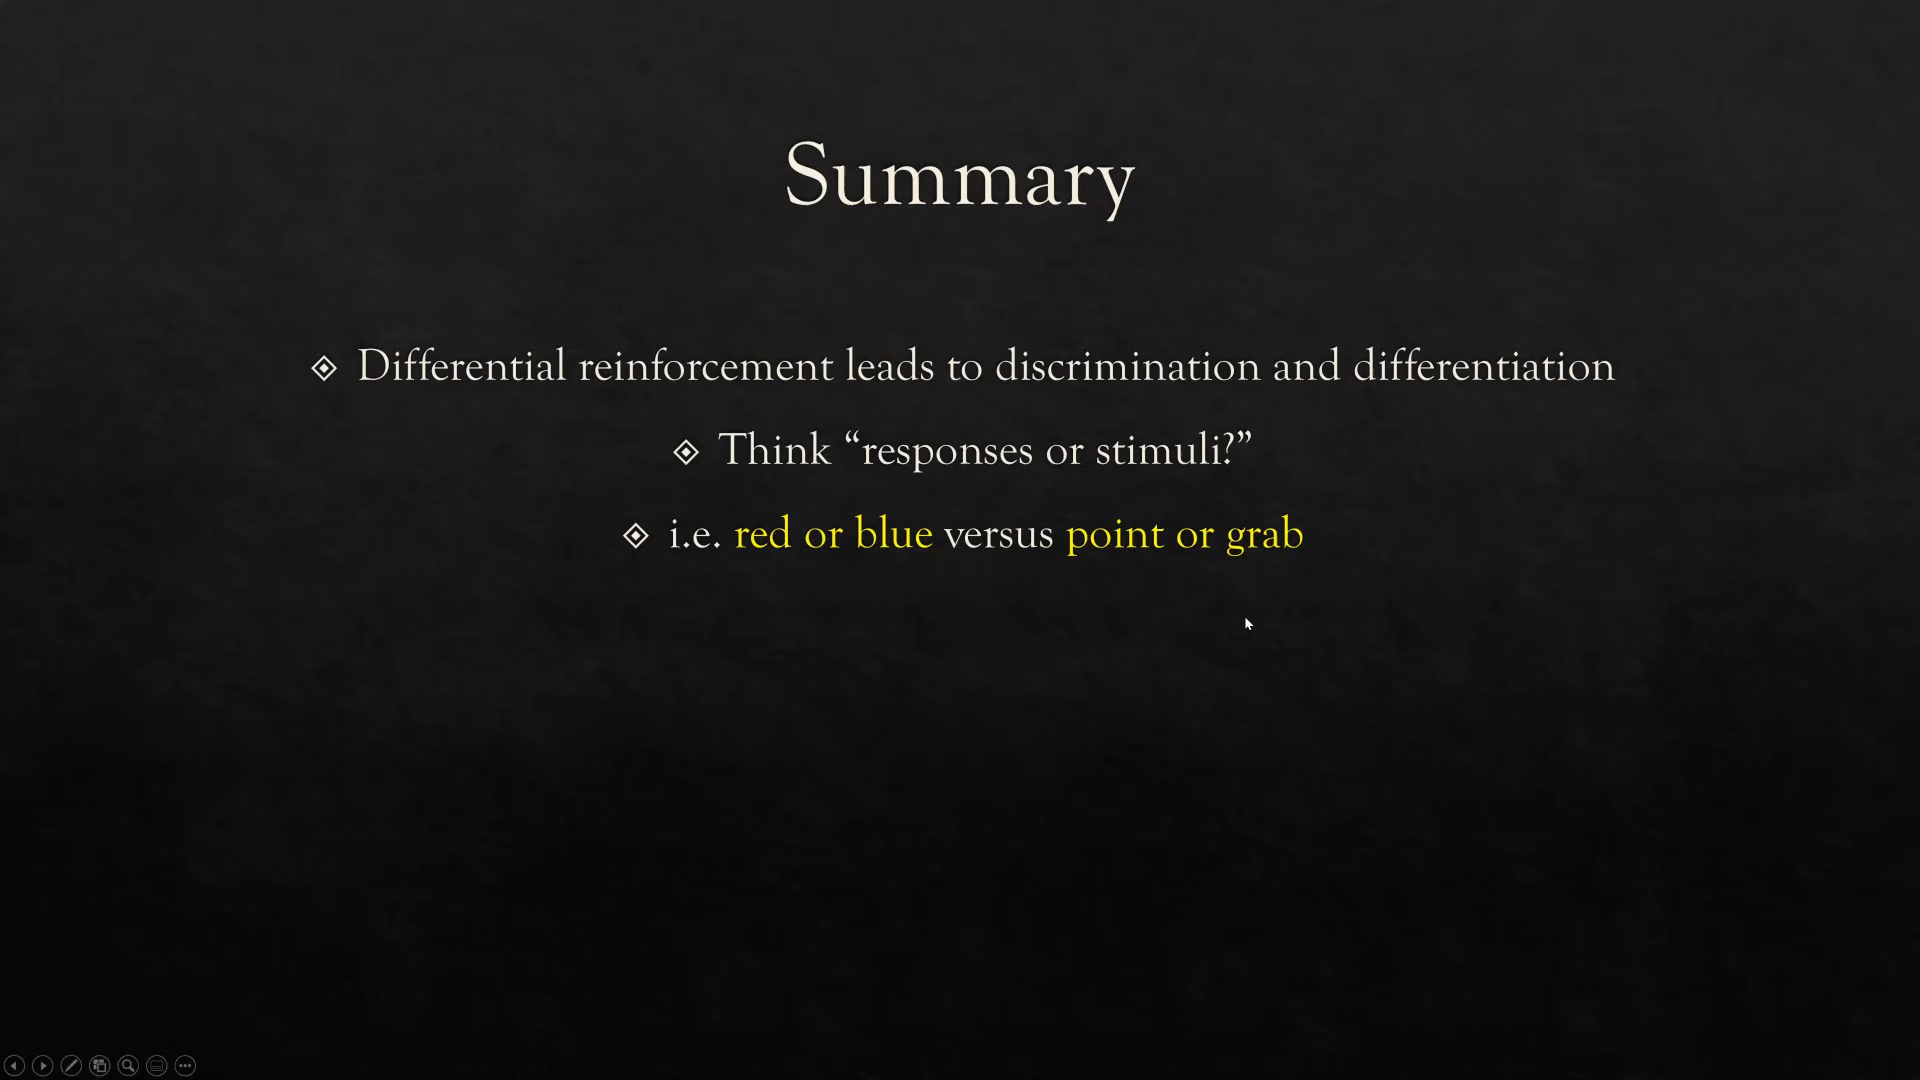 Summary
Differential reinforcement leads to discrimination and differentiation
Think “responses or stimuli?”
i.e. red or blue versus point or grab